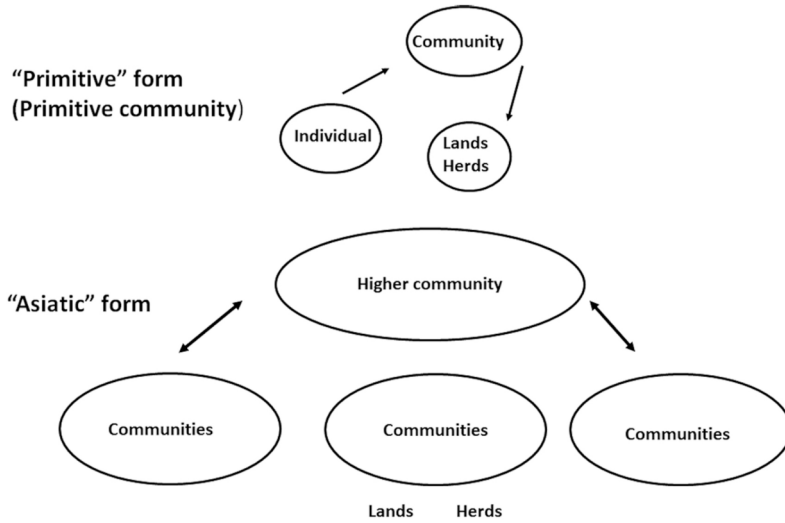 Community
“Primitive” form
(Primitive community)
Individual
Lands
Herds
Higher community
“Asiatic” form
Communities
Communities
Communities
Lands Herds